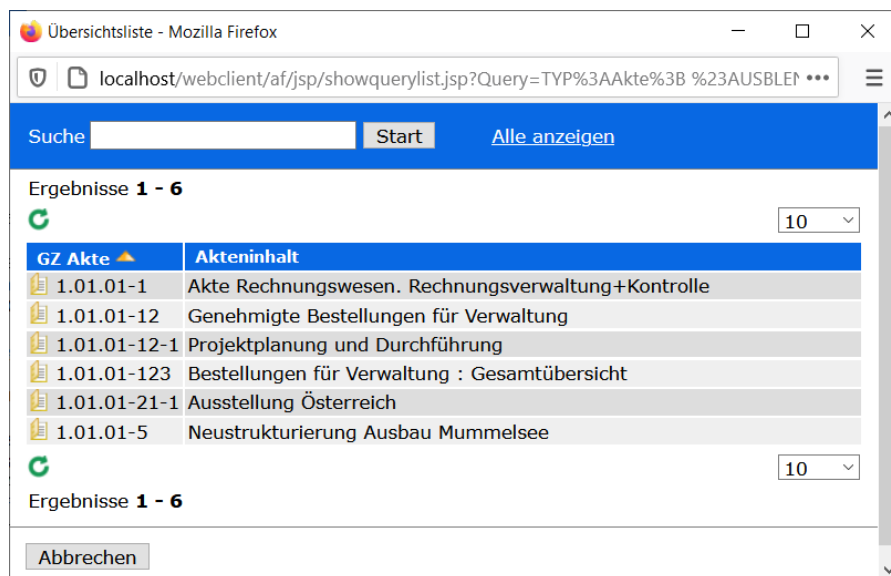 Übersichtsliste - Mozilla Firefox
localhost/webclient/af/jsp/showquerylist.jsp?Query=TYP%3AAkte%3B %23AUSBLEN
Suche Start Alle anzeigen
Ergebnisse 1 - 6
10
GZ Akte Akteninhalt
1.01.01-1 Akte Rechnungswesen. Rechnungsverwaltung+Kontrolle
1.01.01-12 Genehmigte Bestellungen für Verwaltung
1.01.01-12-1 Projektplanung und Durchführung
1.01.01-123 Bestellungen für Verwaltung : Gesamtübersicht
1.01.01-21-1 Ausstellung Österreich
1.01.01-5 Neustrukturierung Ausbau Mummelsee
10
Ergebnisse 1 - 6
Abbrechen